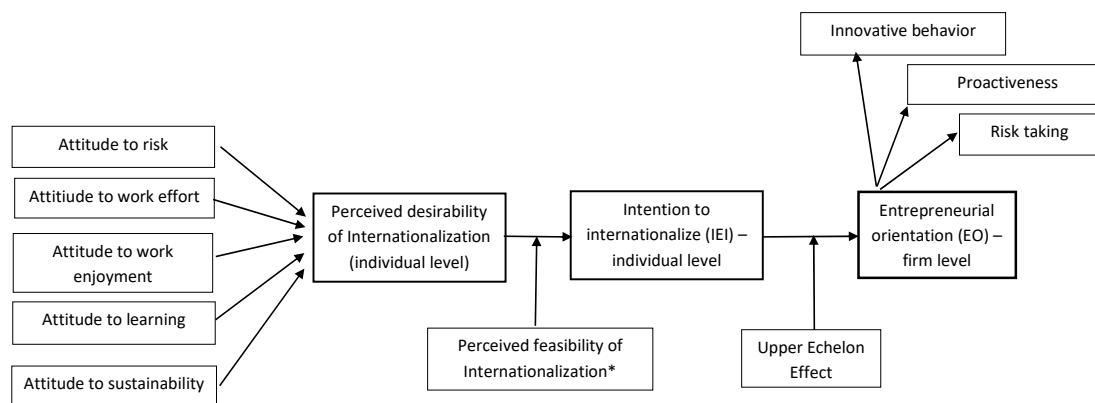 Innovative behavior
Proactiveness
Risk taking
Attitude to risk
Attitiude to work effort
Attitude to work
enjoyment
Attitude to learning
Attitude to sustainability
Perceived desirability
of Internationalization
(individual level)
Intention to
internationalize (IEI) –
individual level
Entrepreneurial
orientation (EO) –
firm level
Perceived feasibility of
Internationalization*
Upper Echelon
Effect